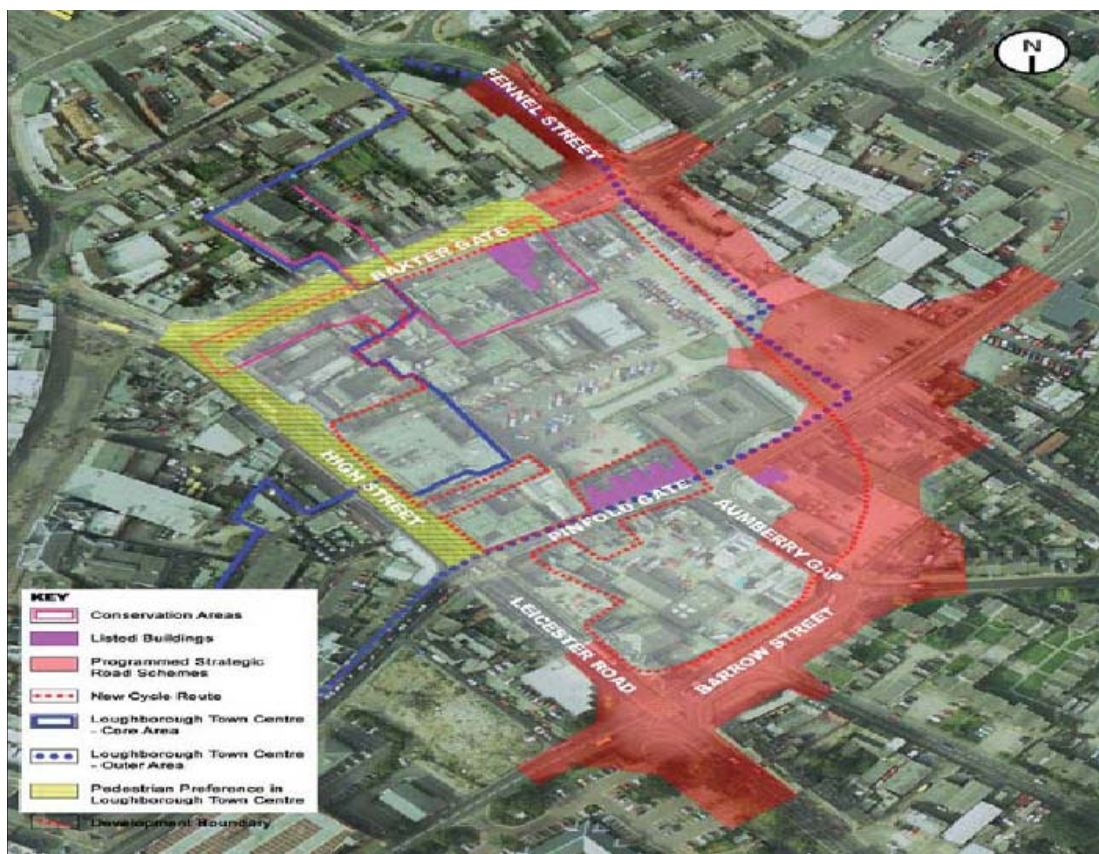 N
FENNEL STREET
BAXTER GATE
HIGH STREET
PINFOLD GATE
AUMBERRY GAP
LEICESTER ROAD
BARROW STREET
KEY
Conservation Areas
Listed Buildings
Programmed Strategic
Road Schemes
New Cycle Route
Loughborough Town Centre
- Core Area
Loughborough Town Centre
- Outer Area
Pedestrian Preference in
Loughborough Town Centre
Development Boundary